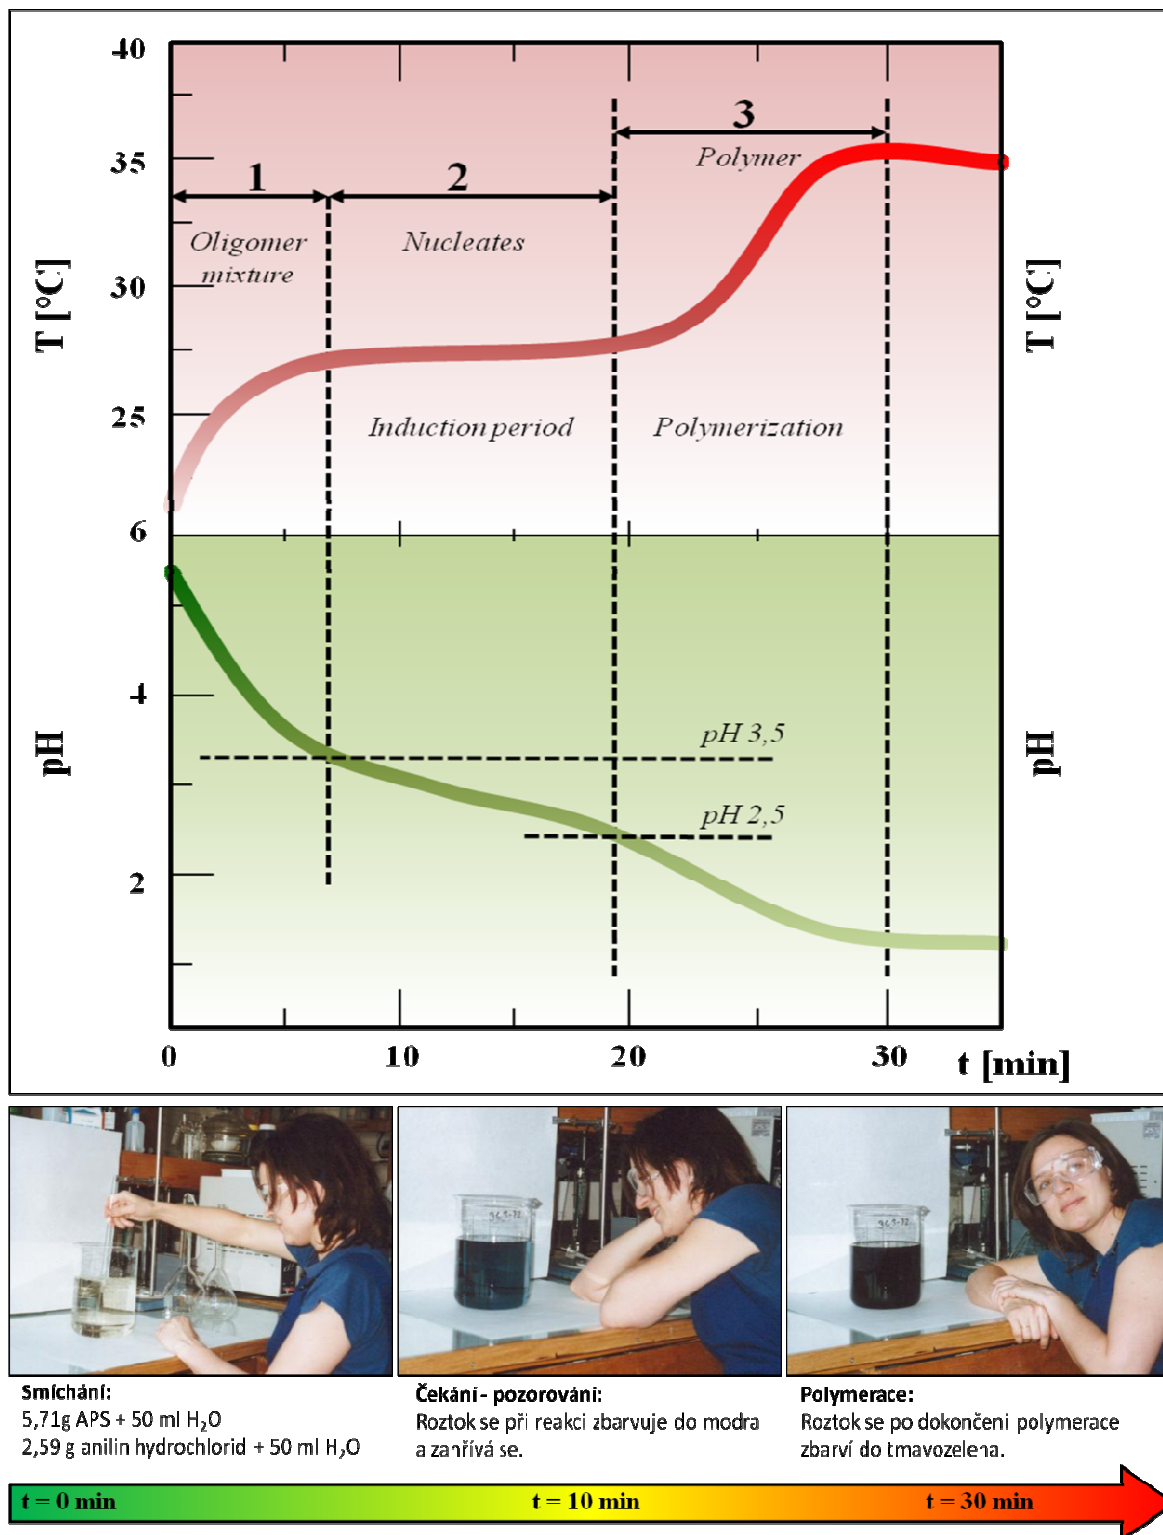 40
35
30
25
T [°C]
1
2
3
Oligomer
mixture
Nucleates
Polymer
Induction period
Polymerization
T [°C]
6
4
2
pH
pH 3,5
pH 2,5
pH
0
10
20
30
t [min]
Smíchání:
5,71g APS + 50 ml H₂O
2,59 g anilin hydrochlorid + 50 ml H₂O
Čekání - pozorování:
Roztok se při reakci zbarvuje do modra
a zahřívá se.
Polymerace:
Roztok se po dokončení polymerace
zbarví do tmavozelena.
t = 0 min
t = 10 min
t = 30 min